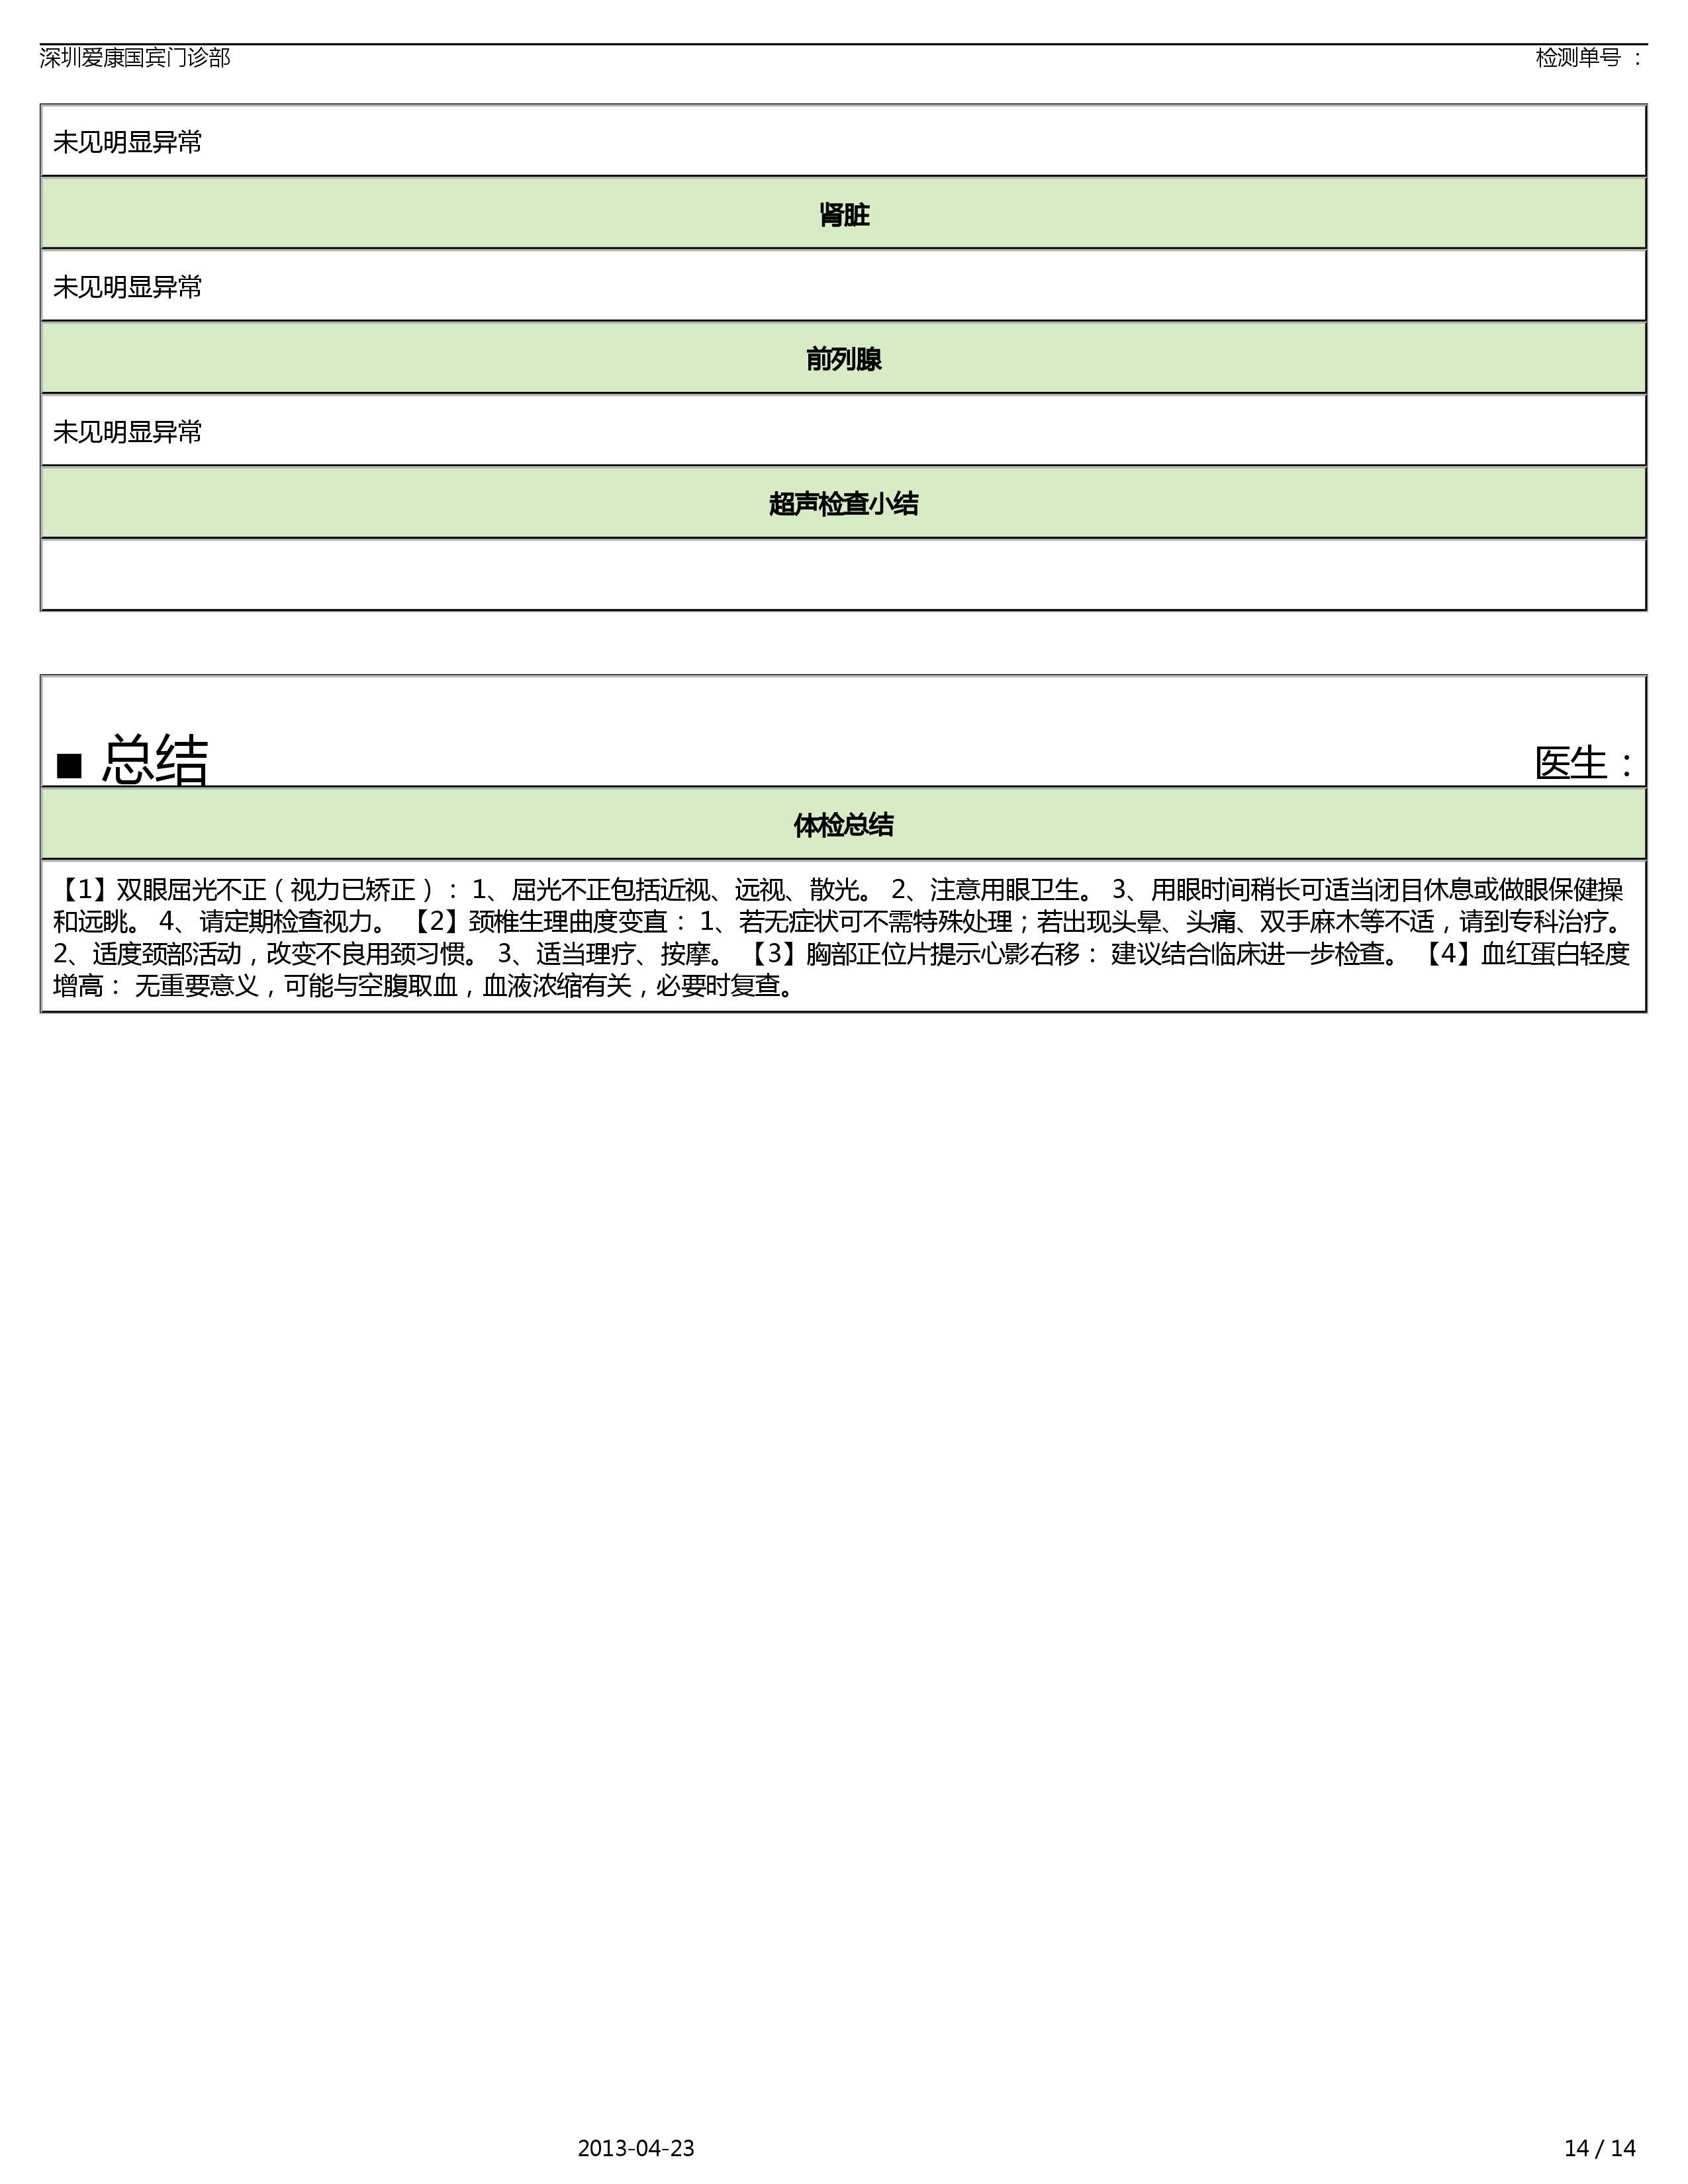 深圳爱康国宾门诊部 检测单号 ：
未见明显异常
肾脏
未见明显异常
前列腺
未见明显异常
超声检查小结
■ 总结 医生：
体检总结
【1】双眼屈光不正（视力已矫正）： 1、屈光不正包括近视、远视、散光。 2、注意用眼卫生。 3、用眼时间稍长可适当闭目休息或做眼保健操
和远眺。 4、请定期检查视力。 【2】颈椎生理曲度变直： 1、若无症状可不需特殊处理；若出现头晕、头痛、双手麻木等不适，请到专科治疗。
2、适度颈部活动，改变不良用颈习惯。 3、适当理疗、按摩。 【3】胸部正位片提示心影右移： 建议结合临床进一步检查。 【4】血红蛋白轻度
增高： 无重要意义，可能与空腹取血，血液浓缩有关，必要时复查。
2013-04-23 14 / 14